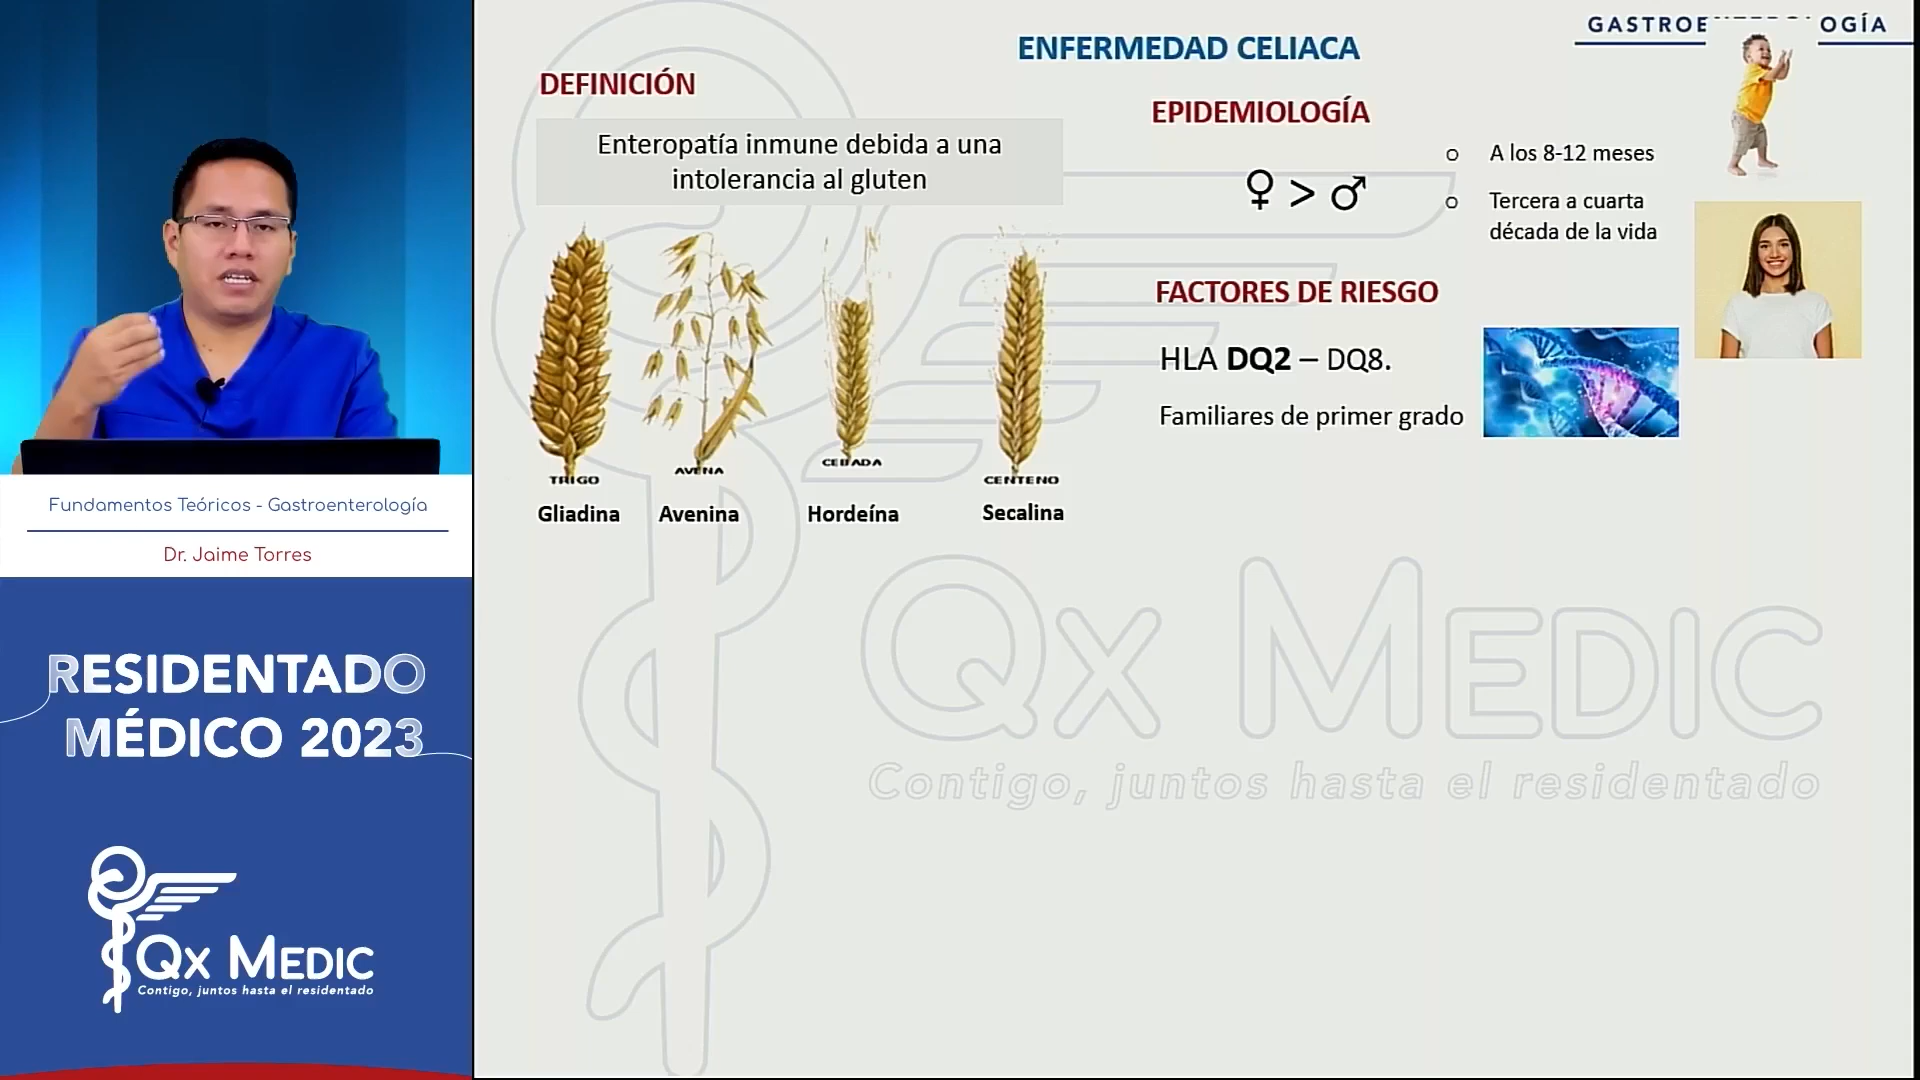 GASTROE
OGÍA
ENFERMEDAD CELIACA
DEFINICIÓN
Enteropatía inmune debida a una
intolerancia al gluten
TRIGO
AVENA
CEBADA
CENTENO
Gliadina
Avenina
Hordeína
Secalina
EPIDEMIOLOGÍA
♀ > ♂
o A los 8-12 meses
o Tercera a cuarta
década de la vida
FACTORES DE RIESGO
HLA DQ2 – DQ8.
Familiares de primer grado
Fundamentos Teóricos - Gastroenterología
Dr. Jaime Torres
RESIDENTADO
MÉDICO 2023
QX MEDIC
Contigo, juntos hasta el residentado
QX MEDIC
Contigo, juntos hasta el residentado